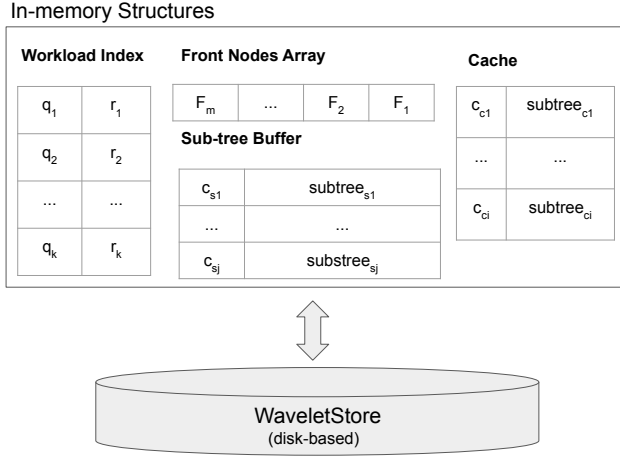 In-memory Structures
Workload Index
q1 r1
q2 r2
... ...
qk rk
Front Nodes Array
Fm ... F2 F1
Sub-tree Buffer
cs1 subtrees1
... ...
csj substreesj
Cache
cc1 subtreec1
... ...
cci subtreeci
WaveletStore
(disk-based)